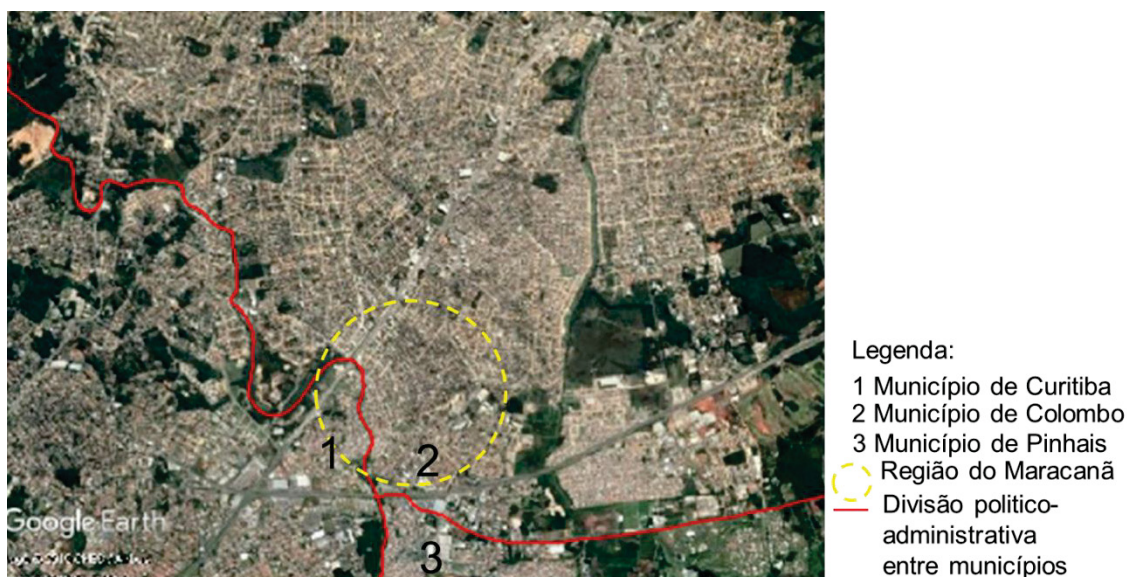 1
2
3
Google Earth
Legenda:
1 Município de Curitiba
2 Município de Colombo
3 Município de Pinhais
Região do Maracanã
Divisão politico-
administrativa
entre municípios